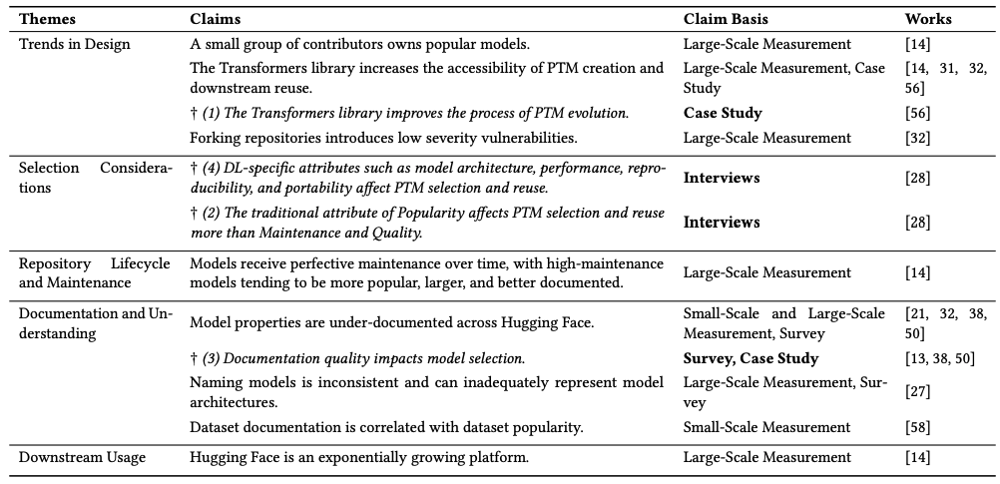 Themes Claims Claim Basis Works
Trends in Design A small group of contributors owns popular models. Large-Scale Measurement [14]
The Transformers library increases the accessibility of PTM creation and Large-Scale Measurement, Case [14, 31, 32,
downstream reuse. Study 56]
† (1) The Transformers library improves the process of PTM evolution. Case Study [56]
Forking repositories introduces low severity vulnerabilities. Large-Scale Measurement [32]
Selection Considera- † (4) DL-specific attributes such as model architecture, performance, repro-
tions ducibility, and portability affect PTM selection and reuse. Interviews [28]
† (2) The traditional attribute of Popularity affects PTM selection and reuse
more than Maintenance and Quality. Interviews [28]
Repository Lifecycle Models receive perfective maintenance over time, with high-maintenance
and Maintenance models tending to be more popular, larger, and better documented. Large-Scale Measurement [14]
Documentation and Un- Model properties are under-documented across Hugging Face. Small-Scale and Large-Scale [21, 32, 38,
derstanding Measurement, Survey 50]
† (3) Documentation quality impacts model selection. Survey, Case Study [13, 38, 50]
Naming models is inconsistent and can inadequately represent model Large-Scale Measurement, Sur- [27]
architectures. vey
Dataset documentation is correlated with dataset popularity. Small-Scale Measurement [58]
Downstream Usage Hugging Face is an exponentially growing platform. Large-Scale Measurement [14]